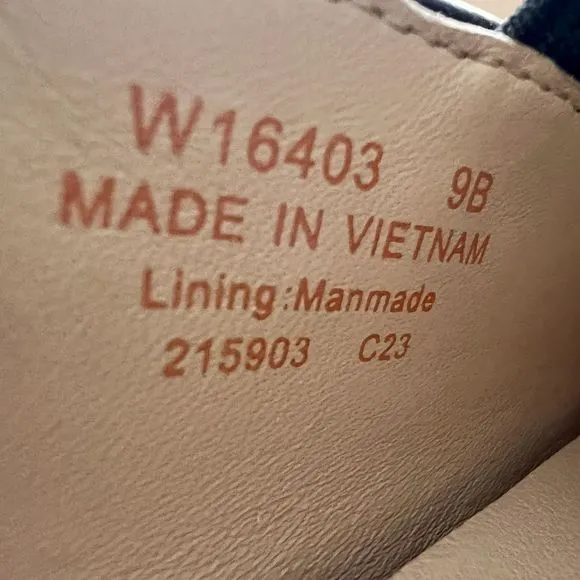 W16403 9B
MADE IN VIETNAM
Lining:Manmade
215903 C23